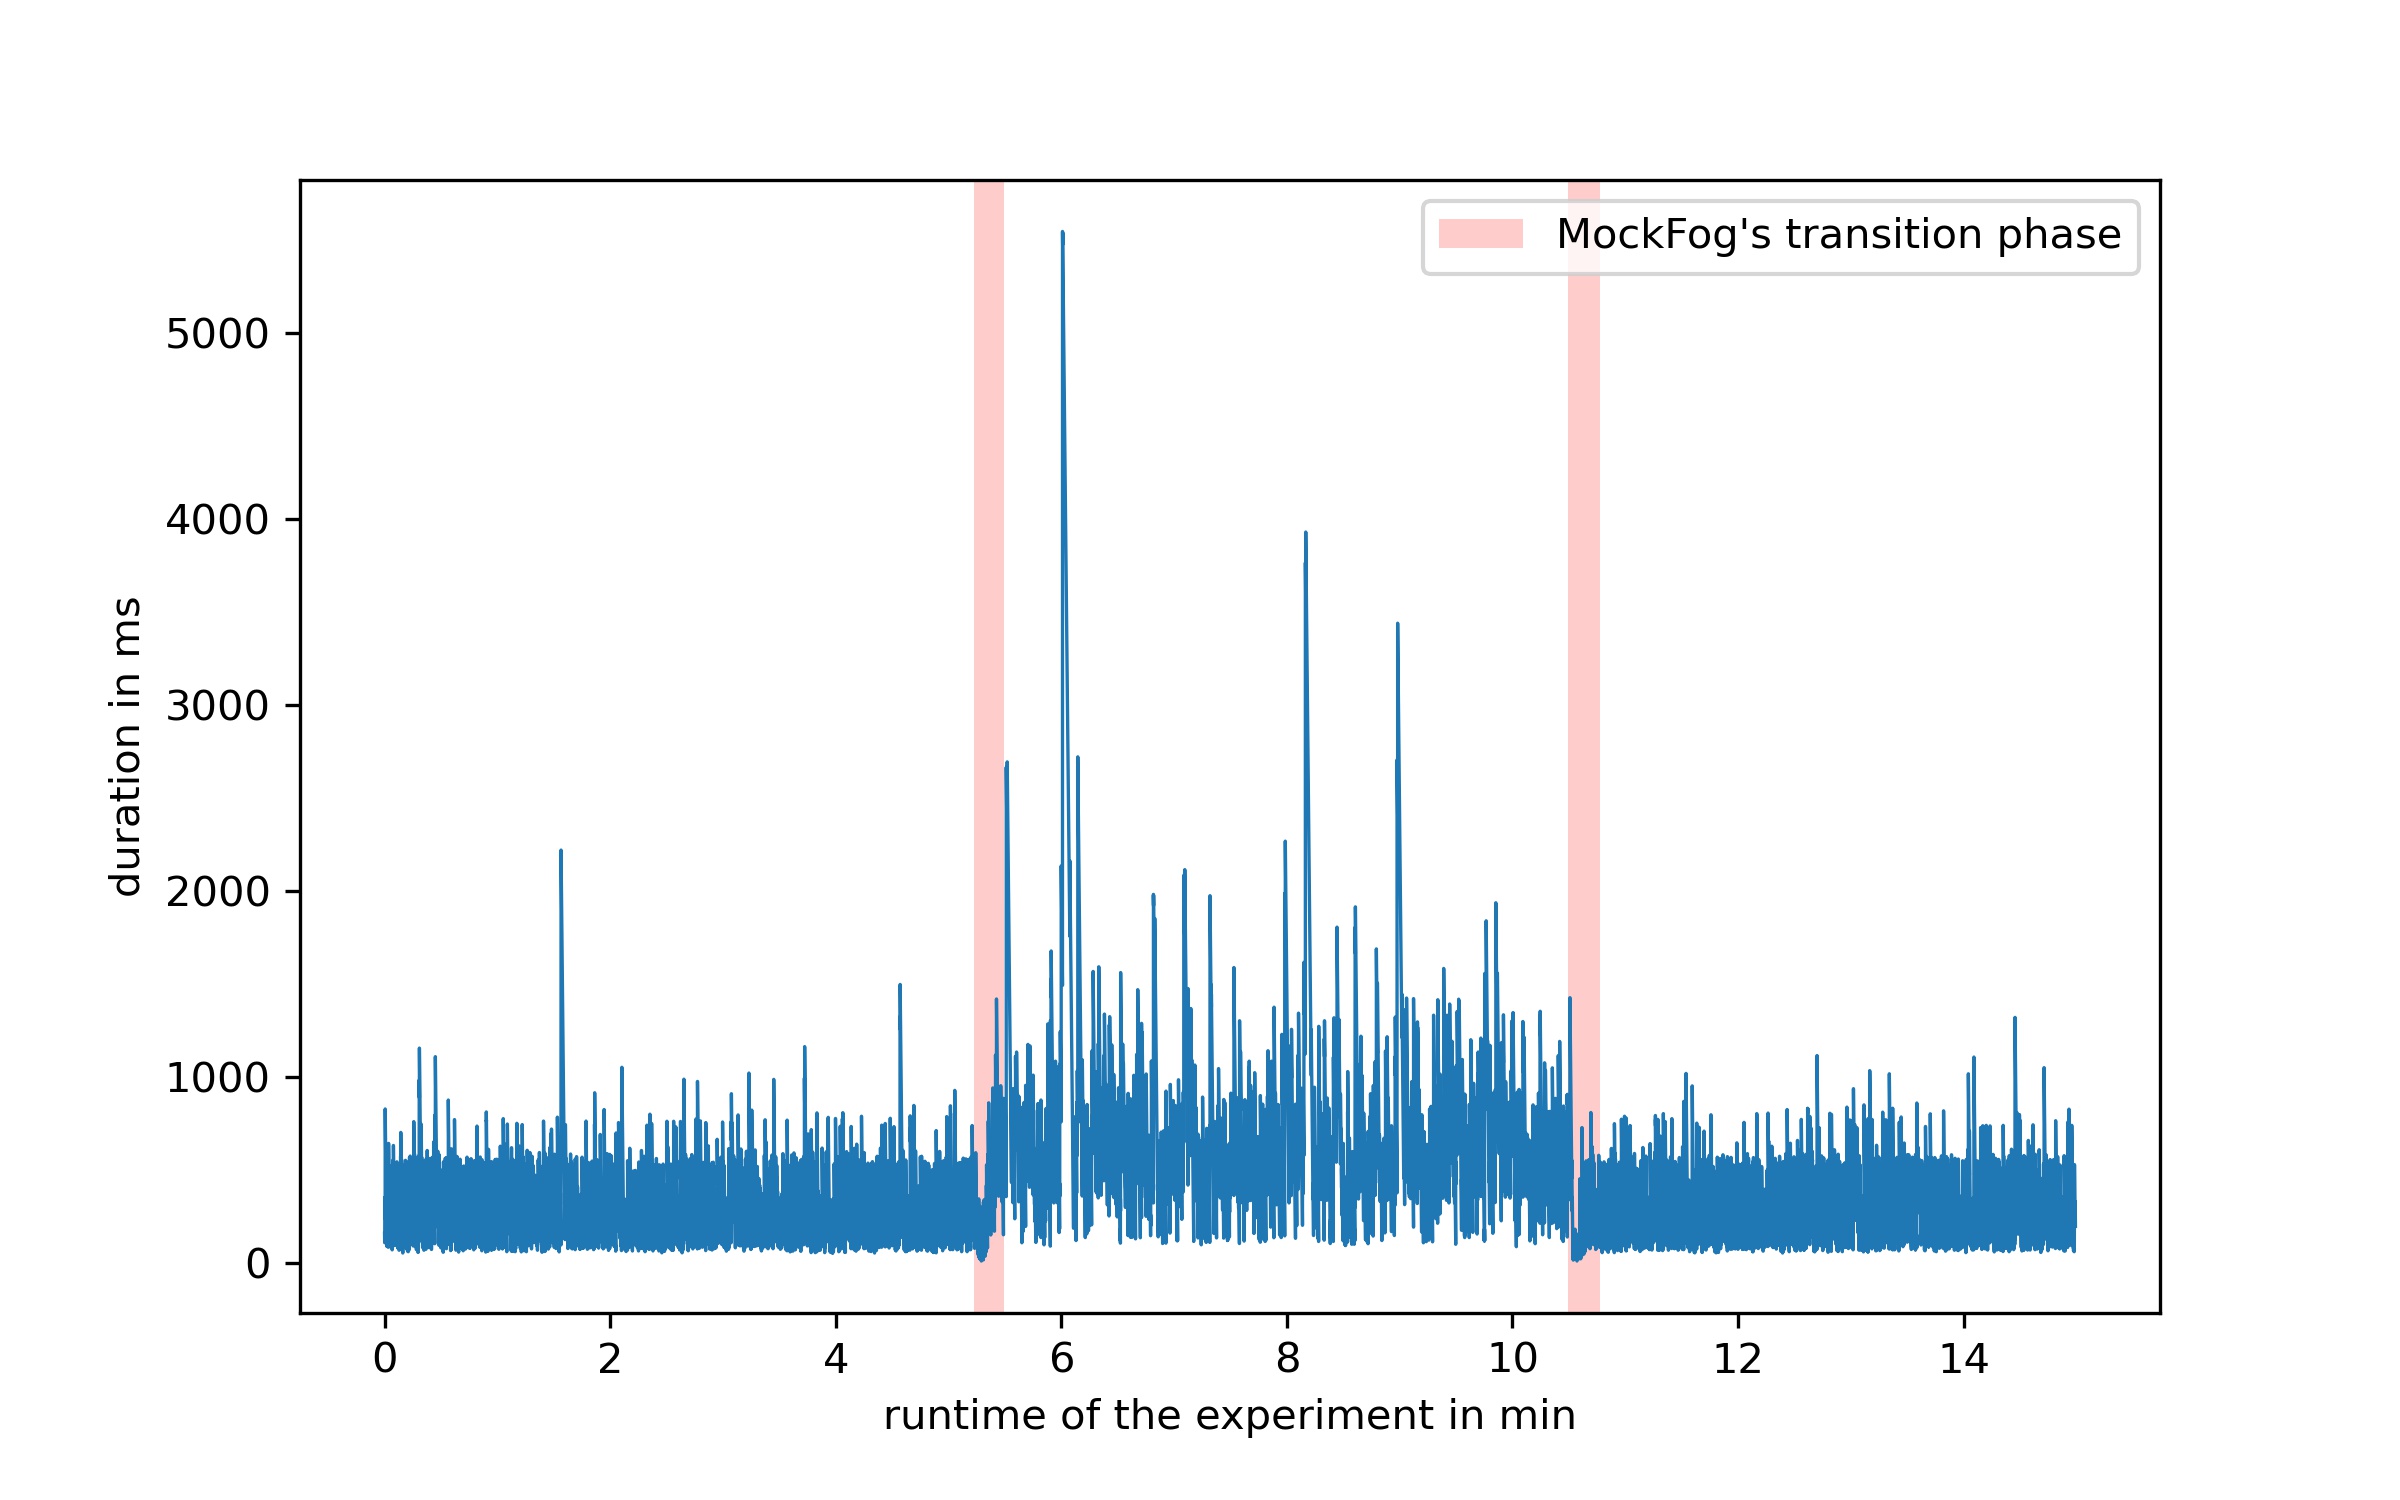 MockFog's transition phase
5000
4000
3000
2000
1000
0
duration in ms
0 2 4 6 8 10 12 14
runtime of the experiment in min